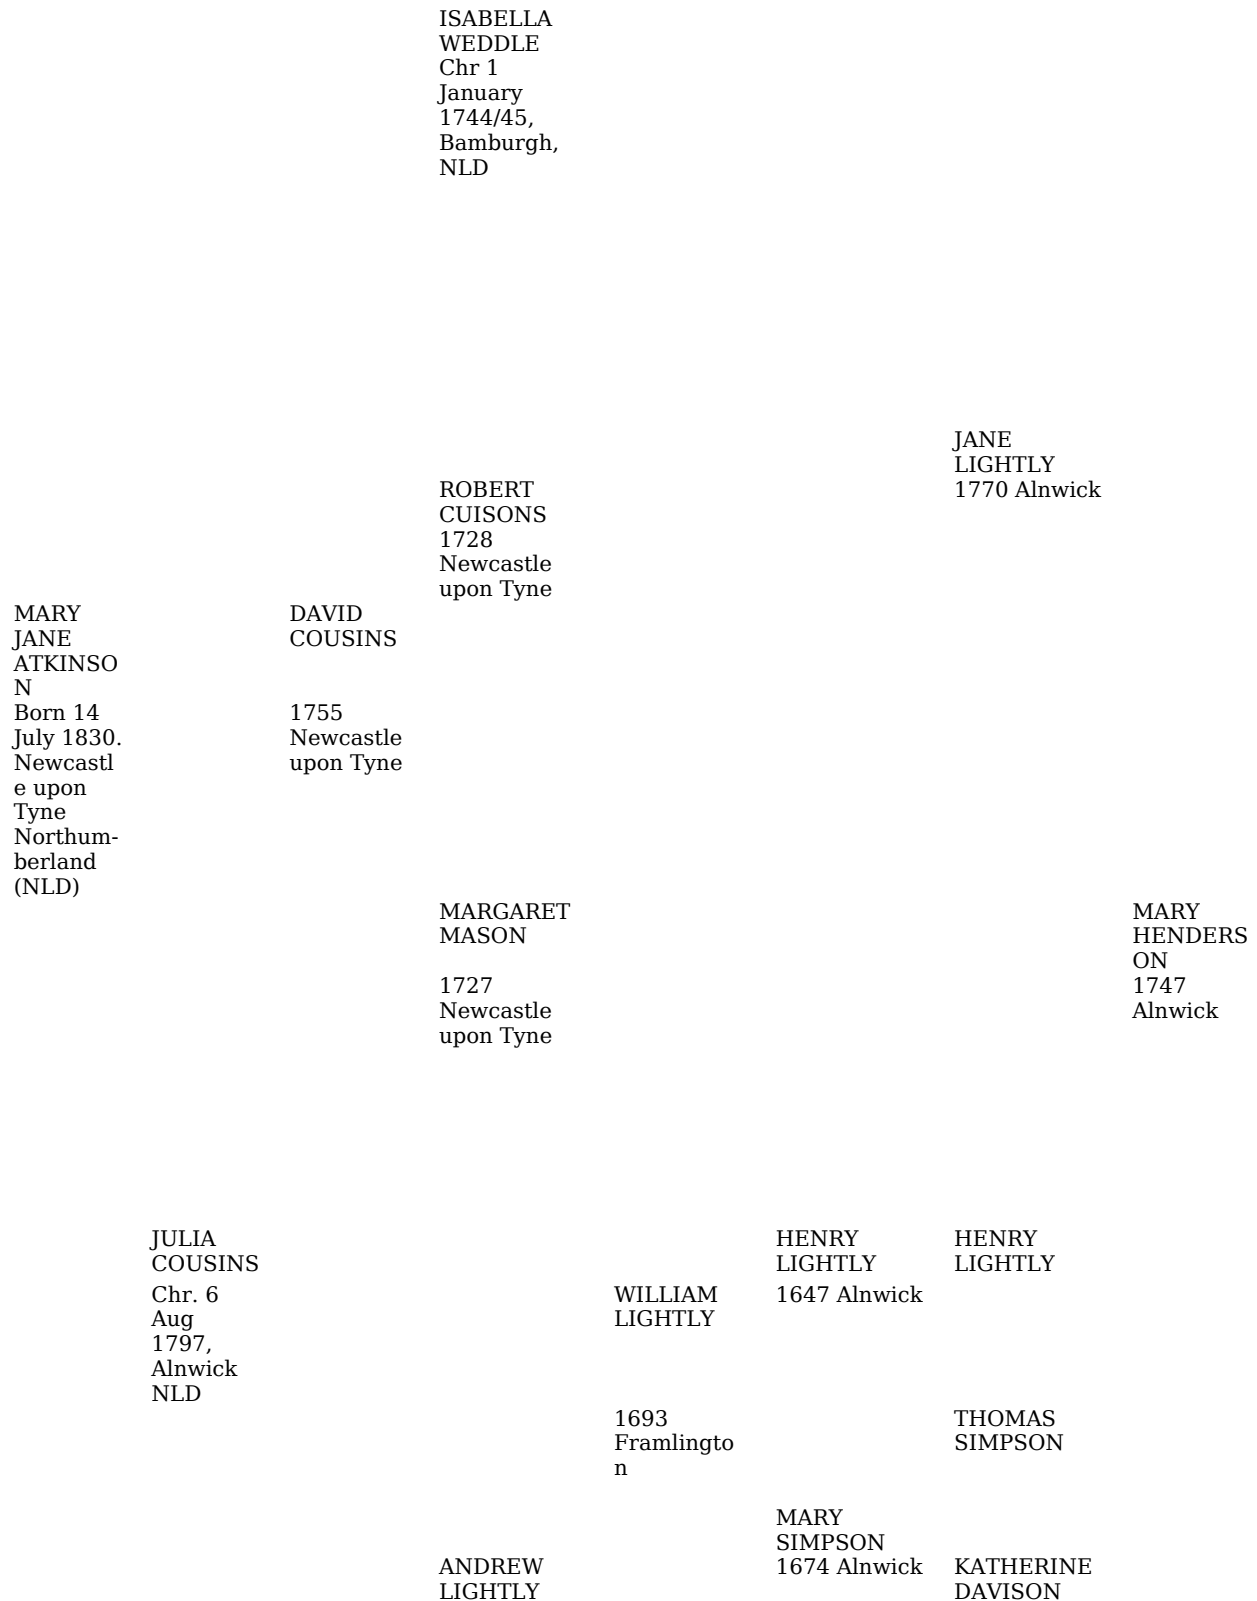 ISABELLA
WEDDLE
Chr 1
January
1744/45,
Bamburgh,
NLD
JANE
LIGHTLY
1770 Alnwick
ROBERT
CUISONS
1728
Newcastle
upon Tyne
MARY
JANE
ATKINSO
N
Born 14
July 1830.
Newcastl
e upon
Tyne
Northum-
berland
(NLD)
DAVID
COUSINS
1755
Newcastle
upon Tyne
MARGARET
MASON
1727
Newcastle
upon Tyne
MARY
HENDERS
ON
1747
Alnwick
JULIA
COUSINS
Chr. 6
Aug
1797,
Alnwick
NLD
HENRY
LIGHTLY
1647 Alnwick
HENRY
LIGHTLY
WILLIAM
LIGHTLY
1693
Framlingto
n
THOMAS
SIMPSON
MARY
SIMPSON
1674 Alnwick
ANDREW
LIGHTLY
KATHERINE
DAVISON